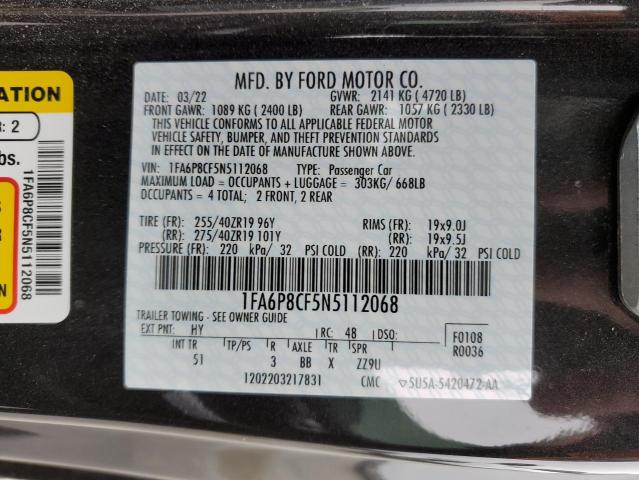 ATION
R: 2
bs.
1FA6P8CF5N5112068
MFD. BY FORD MOTOR CO.
DATE: 03/22 GVWR: 2141 KG ( 4720 LB)
FRONT GAWR: 1089 KG ( 2400 LB) REAR GAWR: 1057 KG ( 2330 LB)
THIS VEHICLE CONFORMS TO ALL APPLICABLE FEDERAL MOTOR
VEHICLE SAFETY, BUMPER, AND THEFT PREVENTION STANDARDS
IN EFFECT ON THE DATE OF MANUFACTURE SHOWN ABOVE.
VIN: 1FA6P8CF5N5112068 TYPE: Passenger Car
MAXIMUM LOAD = OCCUPANTS + LUGGAGE = 303KG/ 668LB
OCCUPANTS = 4 TOTAL; 2 FRONT, 2 REAR
TIRE (FR): 255/40ZR19 96Y RIMS (FR): 19x9.0J
(RR): 275/40ZR19 101Y (RR): 19x9.5J
PRESSURE (FR): 220 kPa/ 32 PSI COLD (RR): 220 kPa/ 32 PSI COLD
1FA6P8CF5N5112068
TRAILER TOWING - SEE OWNER GUIDE
EXT PNT: HY RC: 48 DSO: F0108
INT TR TP/PS R AXLE TR SPR R0036
51 3 BB X ZZ9U
1202203217831 CMC ▽5U5A-5420472-AA